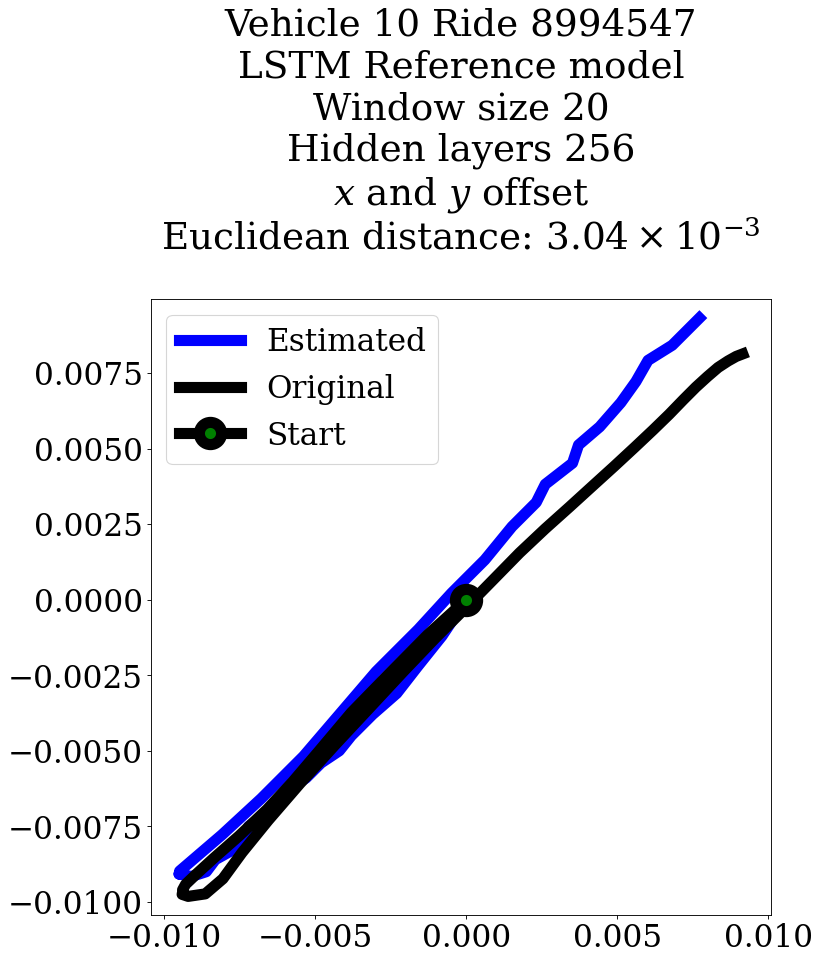 Vehicle 10 Ride 8994547
LSTM Reference model
Window size 20
Hidden layers 256
x and y offset
Euclidean distance: 3.04 × 10⁻³
Estimated
Original
Start
0.0075
0.0050
0.0025
0.0000
−0.0025
−0.0050
−0.0075
−0.0100
−0.010 −0.005 0.000 0.005 0.010